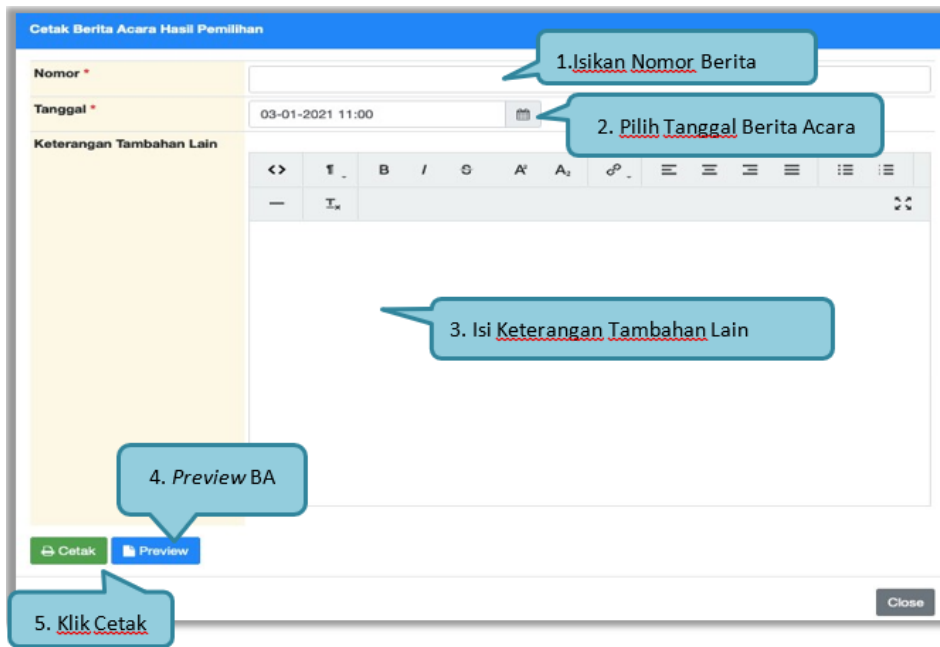 Cetak Berita Acara Hasil Pemilihan
1.Isikan Nomor Berita
Nomor *
Tanggal *
03-01-2021 11:00
2. Pilih Tanggal Berita Acara
Keterangan Tambahan Lain
3. Isi Keterangan Tambahan Lain
4. Preview BA
Cetak
Preview
Close
5. Klik Cetak